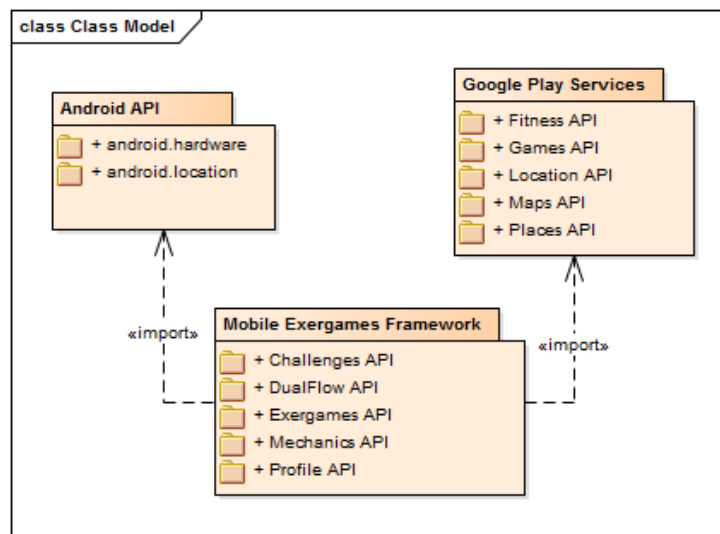 class Class Model
Android API
+ android.hardware
+ android.location
Google Play Services
+ Fitness API
+ Games API
+ Location API
+ Maps API
+ Places API
«import»
«import»
Mobile Exergames Framework
+ Challenges API
+ DualFlow API
+ Exergames API
+ Mechanics API
+ Profile API